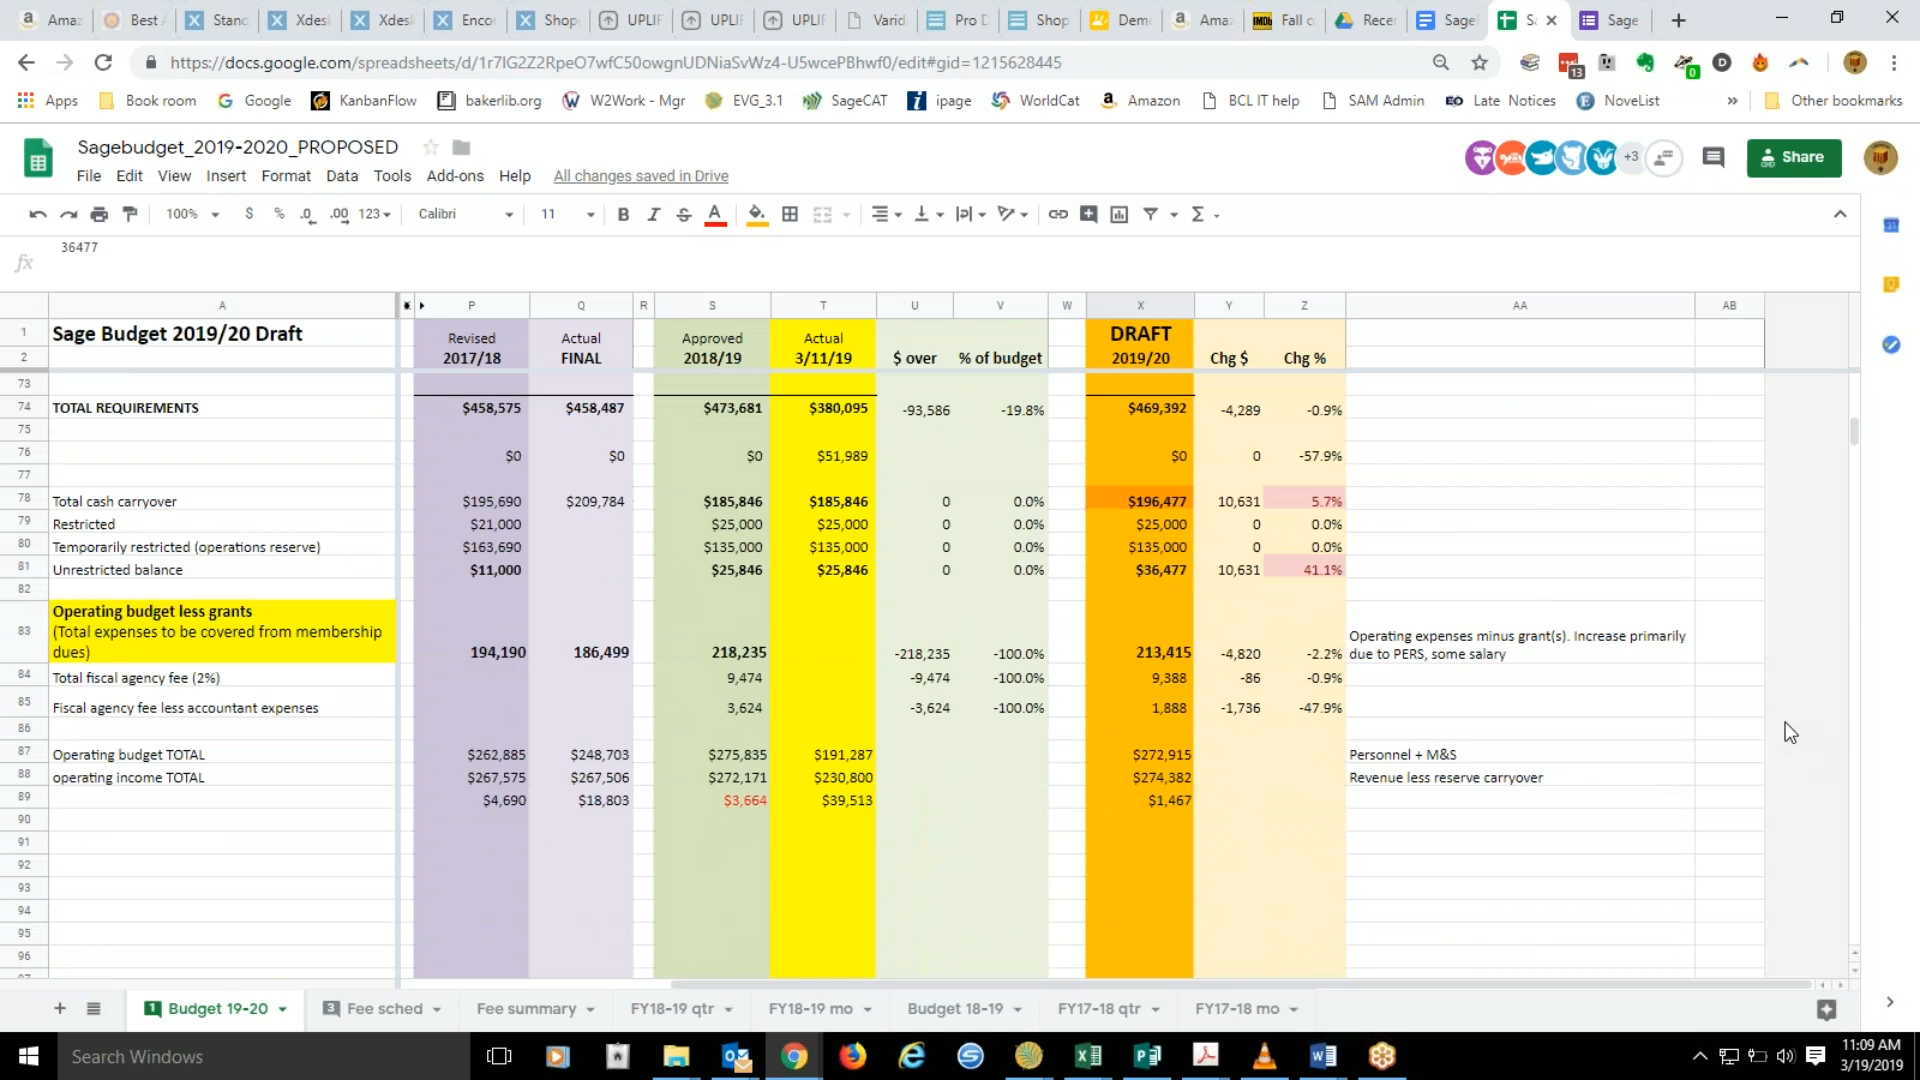 Amaz
Best
Stand
Xdesk
Xdesk
Encor
Shop
UPLIF
UPLIF
UPLIF
Varid
Pro D
Shop
Demo
Amaz
IMDb Fall c
Recen
Sage
Sa
Sage
https://docs.google.com/spreadsheets/d/1r7IG2Z2RpeO7wfC50owgnUDNiaSvWz4-U5wcePBhwf0/edit#gid=1215628445
13
0
D
Apps Book room Google KanbanFlow bakerlib.org W2Work - Mgr EVG_3.1 SageCAT ipage WorldCat Amazon BCL IT help SAM Admin Late Notices NoveList » Other bookmarks
Sagebudget_2019-2020_PROPOSED
+3
Share
File Edit View Insert Format Data Tools Add-ons Help All changes saved in Drive
100% $ % .0 .00 123 Calibri 11 B I S A
fx 36477
A P Q R S T U V W X Y Z AA AB
1 Sage Budget 2019/20 Draft Revised Actual Approved Actual DRAFT
2 2017/18 FINAL 2018/19 3/11/19 $ over % of budget 2019/20 Chg $ Chg %
73
74 TOTAL REQUIREMENTS $458,575 $458,487 $473,681 $380,095 -93,586 -19.8% $469,392 -4,289 -0.9%
75
76 $0 $0 $0 $51,989 $0 0 -57.9%
77
78 Total cash carryover $195,690 $209,784 $185,846 $185,846 0 0.0% $196,477 10,631 5.7%
79 Restricted $21,000 $25,000 $25,000 0 0.0% $25,000 0 0.0%
80 Temporarily restricted (operations reserve) $163,690 $135,000 $135,000 0 0.0% $135,000 0 0.0%
81 Unrestricted balance $11,000 $25,846 $25,846 0 0.0% $36,477 10,631 41.1%
82
83 Operating budget less grants
(Total expenses to be covered from membership
dues) 194,190 186,499 218,235 -218,235 -100.0% 213,415 -4,820 -2.2% Operating expenses minus grant(s). Increase primarily
due to PERS, some salary
84 Total fiscal agency fee (2%) 9,474 -9,474 -100.0% 9,388 -86 -0.9%
85 Fiscal agency fee less accountant expenses 3,624 -3,624 -100.0% 1,888 -1,736 -47.9%
86
87 Operating budget TOTAL $262,885 $248,703 $275,835 $191,287 $272,915 Personnel + M&S
88 operating income TOTAL $267,575 $267,506 $272,171 $230,800 $274,382 Revenue less reserve carryover
89 $4,690 $18,803 $3,664 $39,513 $1,467
90
91
92
93
94
95
96
97
1 Budget 19-20 3 Fee sched Fee summary FY18-19 qtr FY18-19 mo Budget 18-19 FY17-18 qtr FY17-18 mo
Search Windows
11:09 AM
3/19/2019